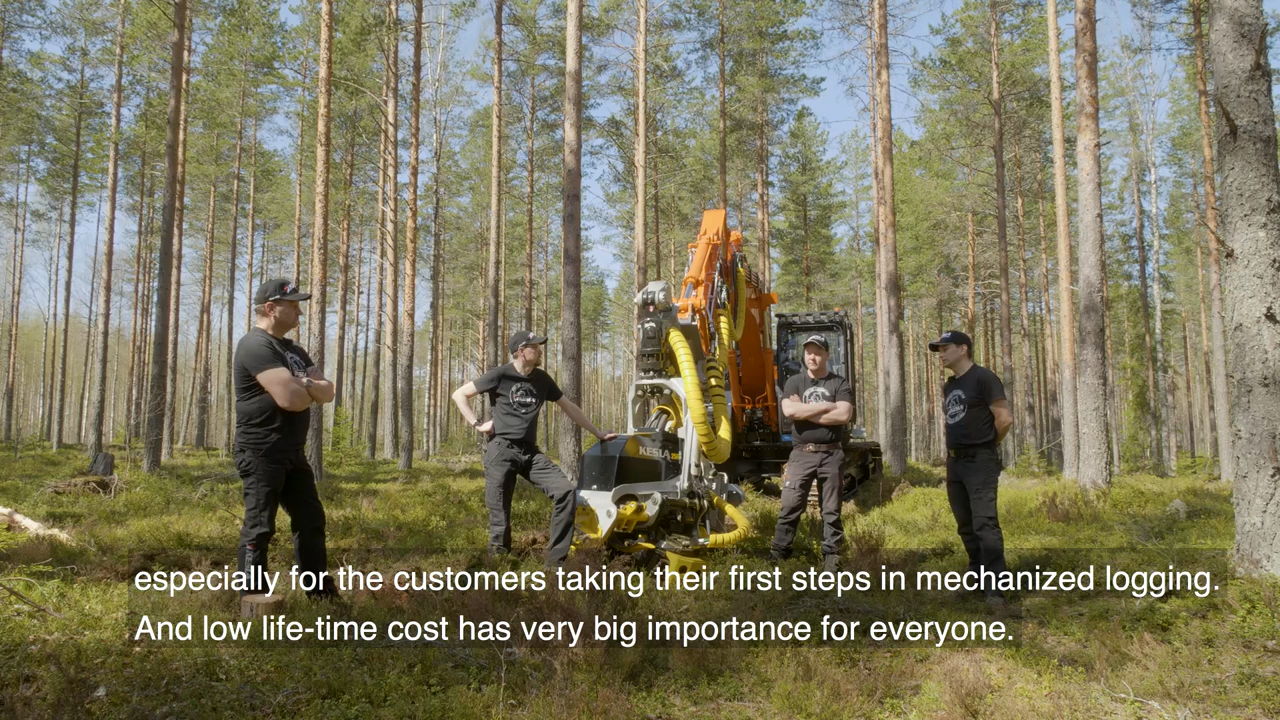 KESLA
especially for the customers taking their first steps in mechanized logging.
And low life-time cost has very big importance for everyone.